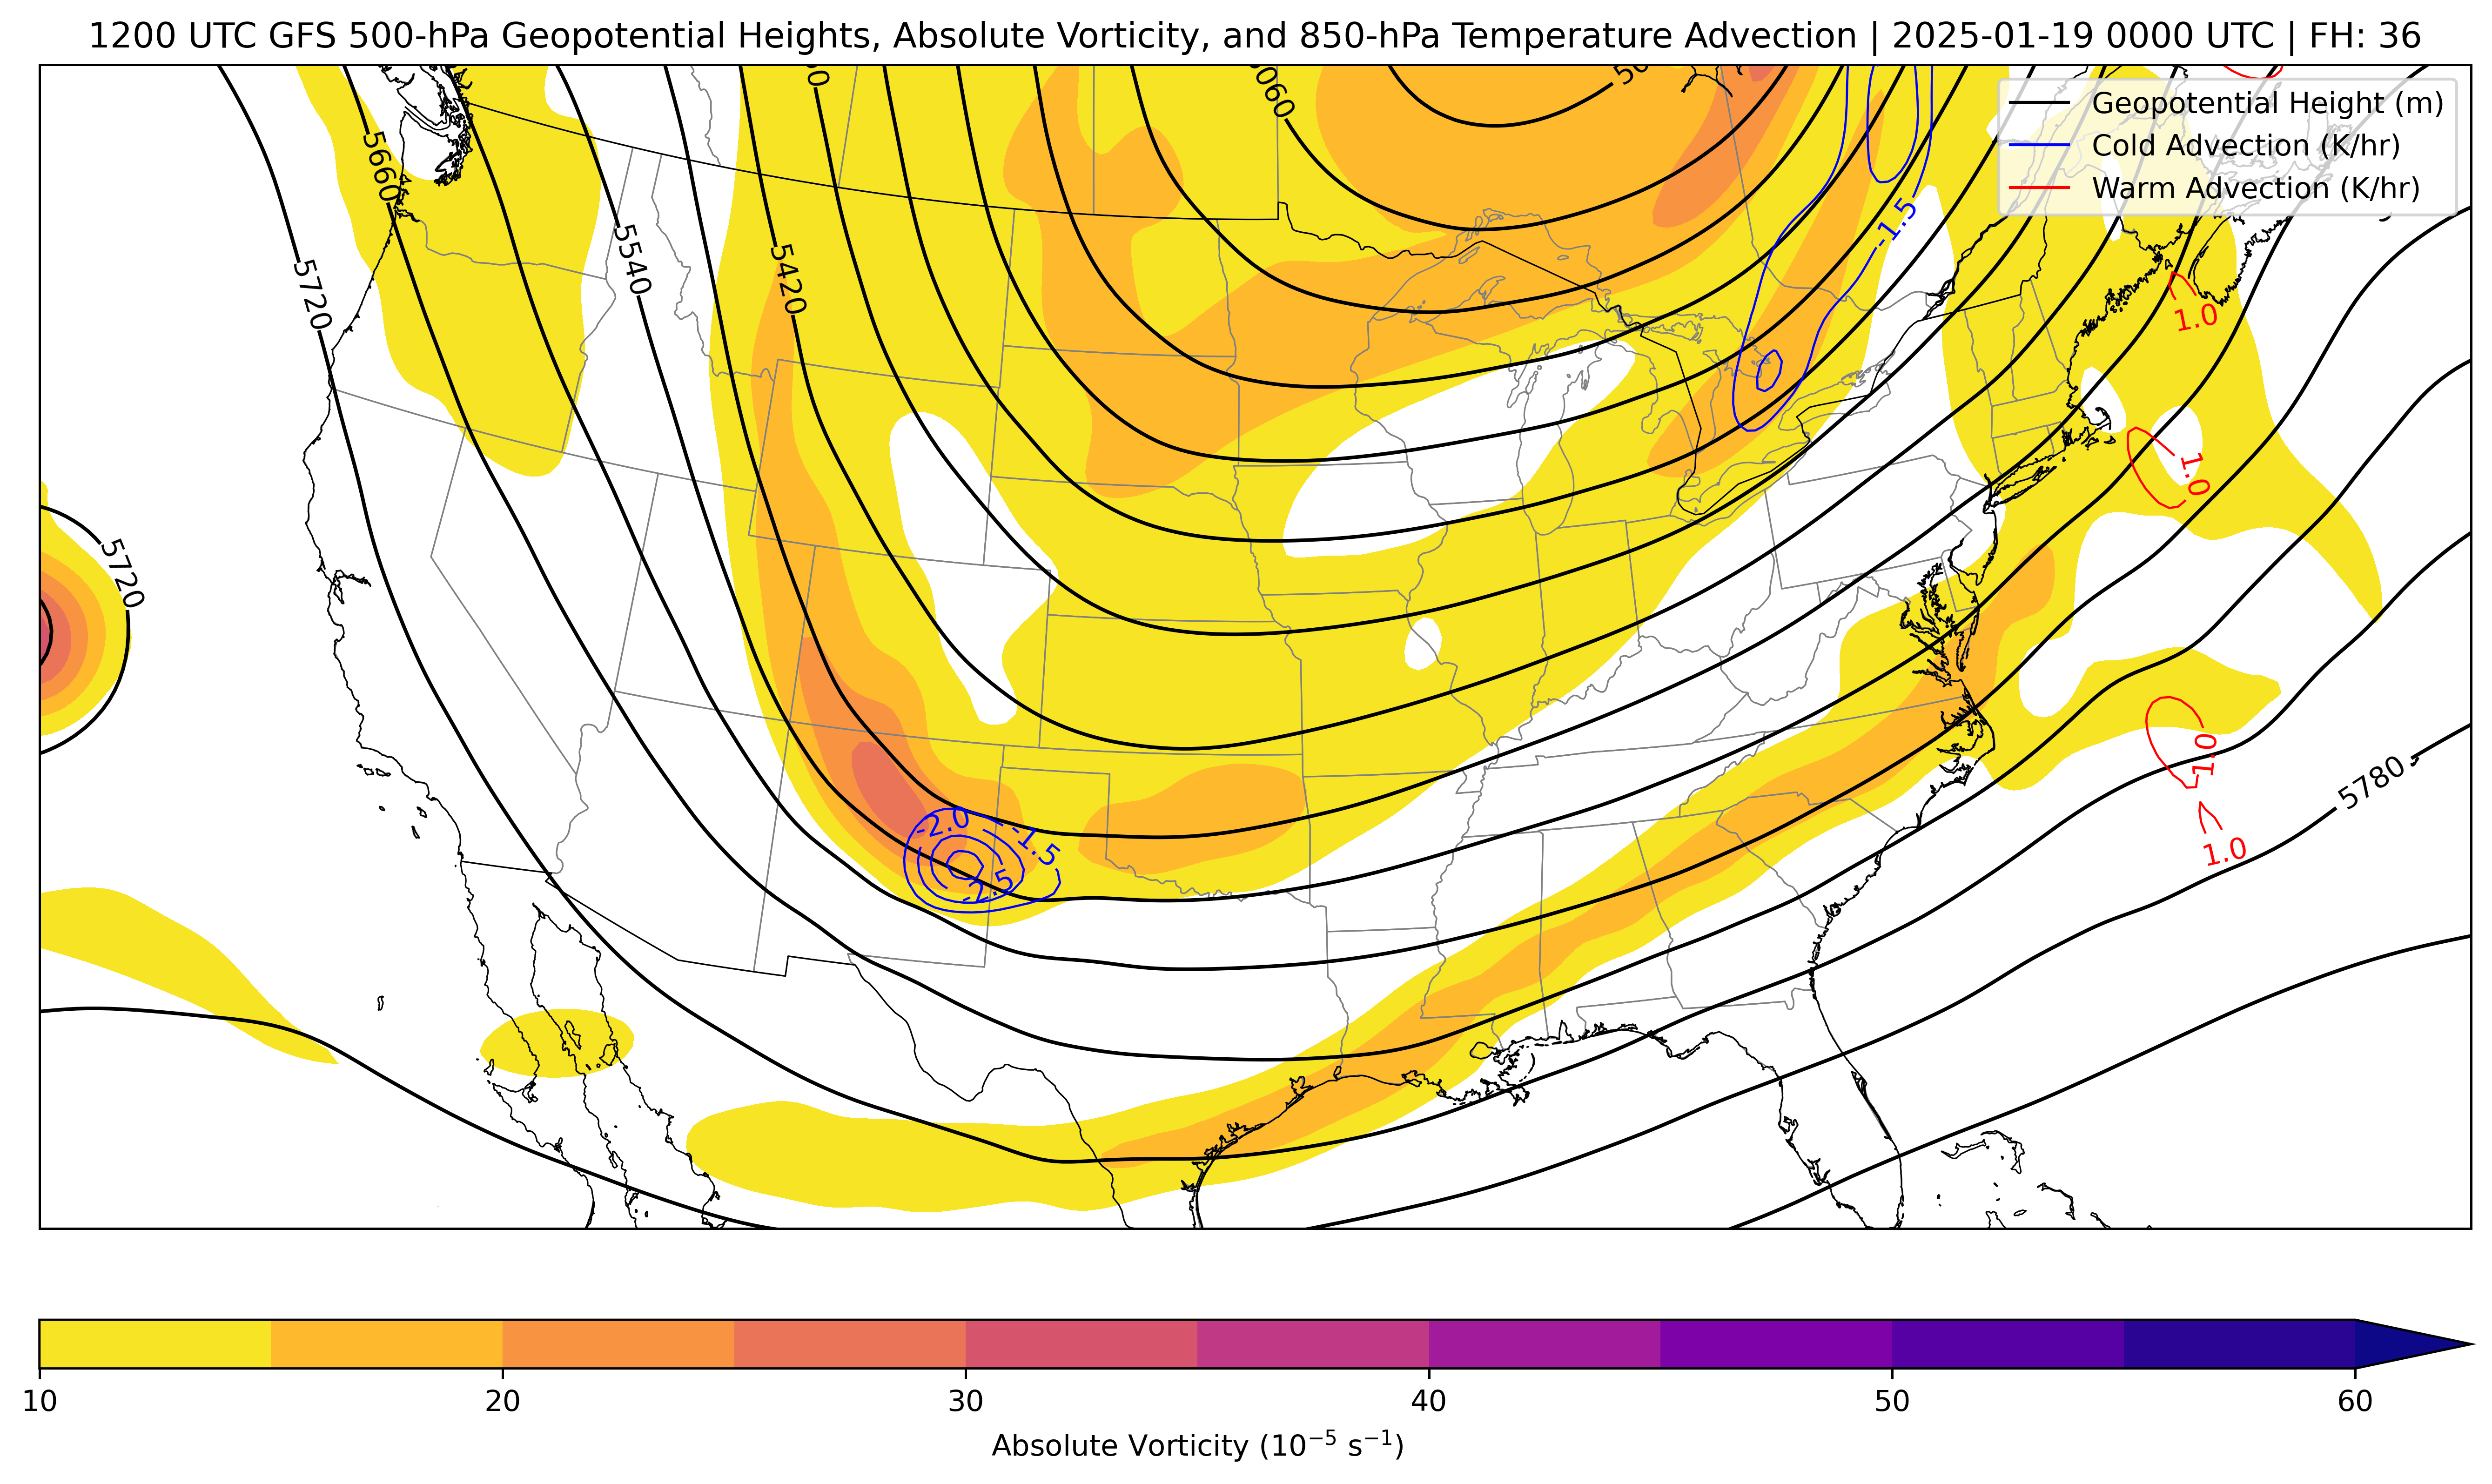 1200 UTC GFS 500-hPa Geopotential Heights, Absolute Vorticity, and 850-hPa Temperature Advection | 2025-01-19 0000 UTC | FH: 36
Geopotential Height (m)
Cold Advection (K/hr)
Warm Advection (K/hr)
5660
5720
5540
5420
5060
-1.5
1.0
1.0
5720
1.0
1.0
5780
-2.0
-1.5
-2.5
10 20 30 40 50 60
Absolute Vorticity (10⁻⁵ s⁻¹)